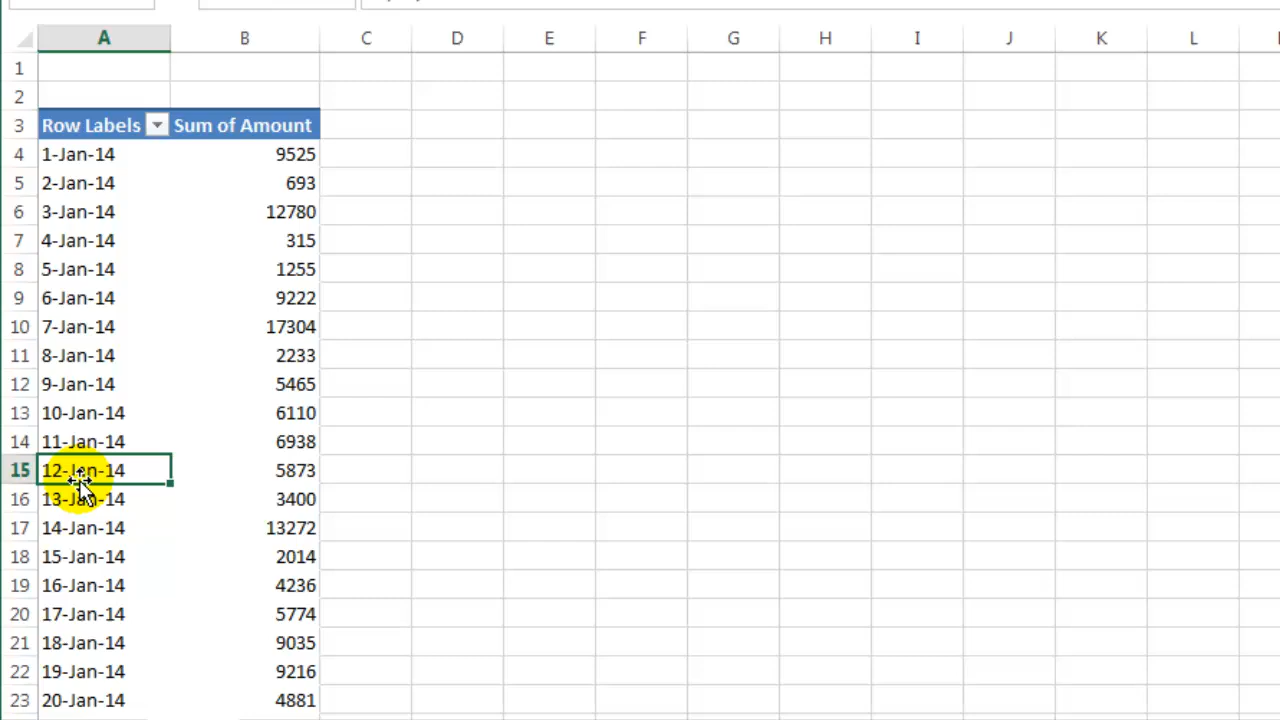 A B C D E F G H I J K L
1
2
3 Row Labels Sum of Amount
4 1-Jan-14 9525
5 2-Jan-14 693
6 3-Jan-14 12780
7 4-Jan-14 315
8 5-Jan-14 1255
9 6-Jan-14 9222
10 7-Jan-14 17304
11 8-Jan-14 2233
12 9-Jan-14 5465
13 10-Jan-14 6110
14 11-Jan-14 6938
15 12-Jan-14 5873
16 13-Jan-14 3400
17 14-Jan-14 13272
18 15-Jan-14 2014
19 16-Jan-14 4236
20 17-Jan-14 5774
21 18-Jan-14 9035
22 19-Jan-14 9216
23 20-Jan-14 4881